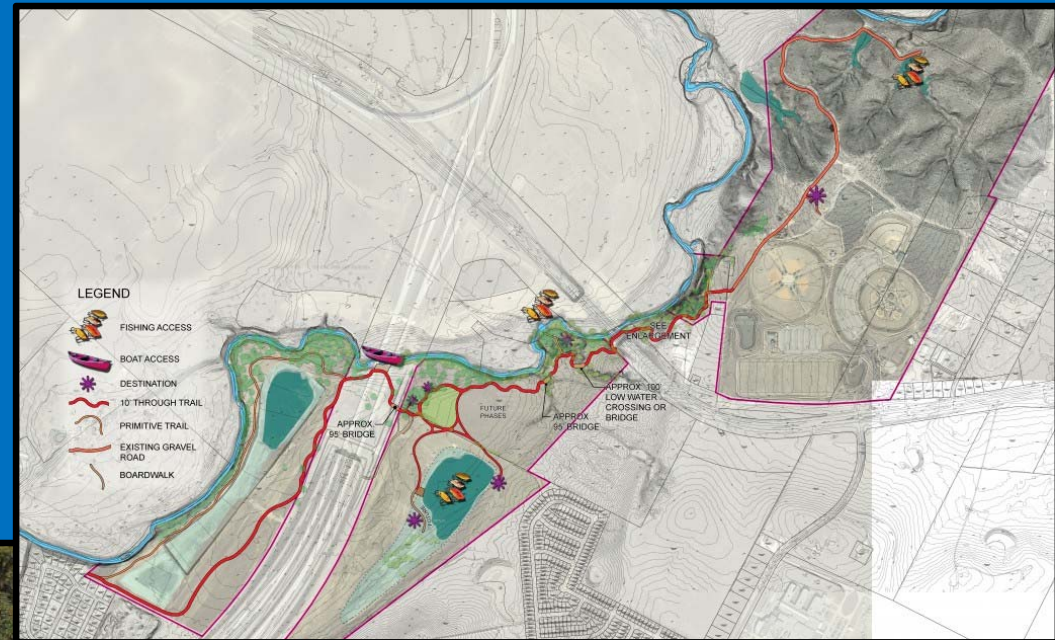 LEGEND
FISHING ACCESS
BOAT ACCESS
DESTINATION
10' THROUGH TRAIL
PRIMITIVE TRAIL
EXISTING GRAVEL
ROAD
BOARDWALK
APPROX
95' BRIDGE
FUTURE
PHASES
APPROX
95' BRIDGE
APPROX 100'
LOW WATER
CROSSING OR
BRIDGE
SEE
ENLARGEMENT